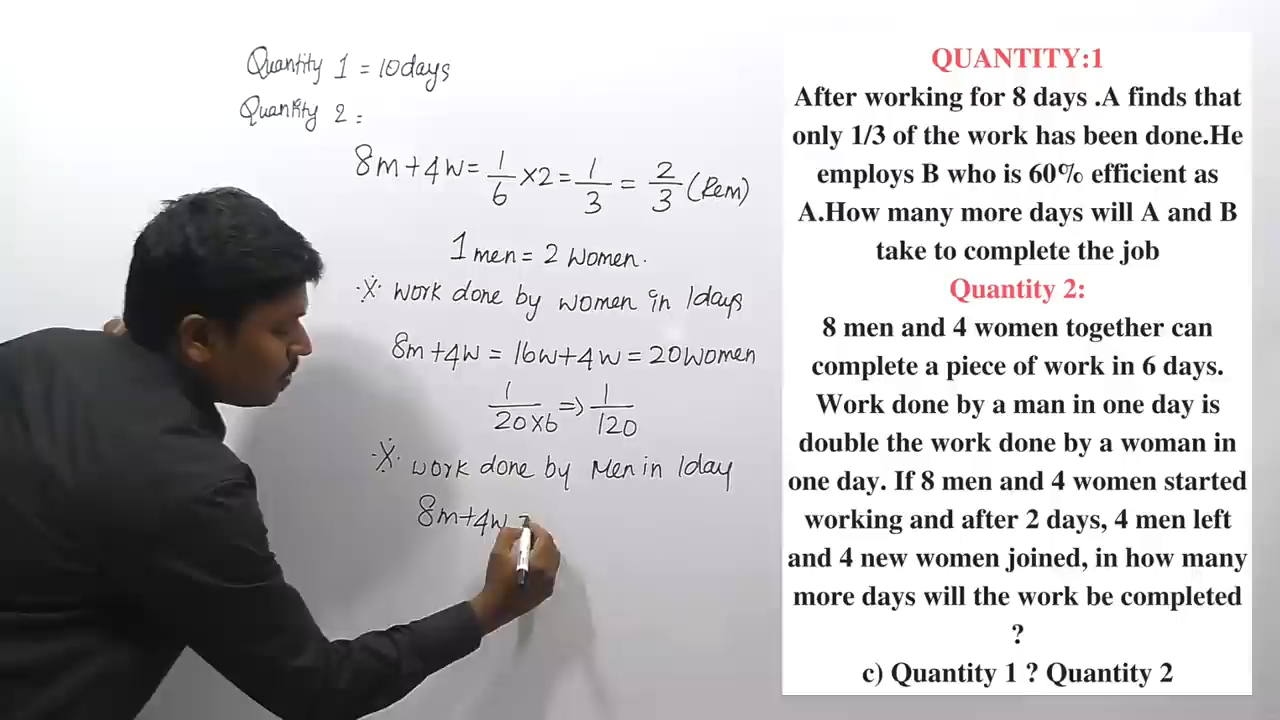 Quantity 1 = 10days
Quantity 2 =
8m+4w = 1/6 ×2 = 1/3 = 2/3 (Rem)
1 men = 2 women.
·X· work done by women in 1days
8m+4w = 16w+4w = 20women
1/20×6 => 1/120
·X· work done by Men in 1day
8m+4w =
QUANTITY:1
After working for 8 days .A finds that
only 1/3 of the work has been done.He
employs B who is 60% efficient as
A.How many more days will A and B
take to complete the job
Quantity 2:
8 men and 4 women together can
complete a piece of work in 6 days.
Work done by a man in one day is
double the work done by a woman in
one day. If 8 men and 4 women started
working and after 2 days, 4 men left
and 4 new women joined, in how many
more days will the work be completed
?
c) Quantity 1 ? Quantity 2